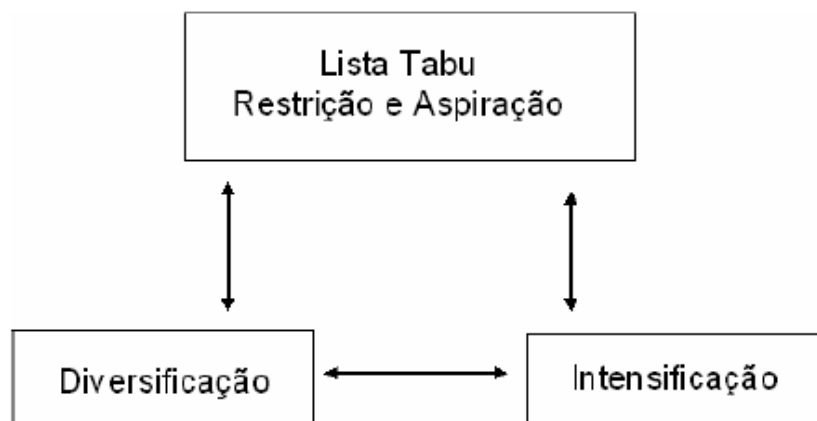 Lista Tabu
Restrição e Aspiração
Diversificação
Intensificação